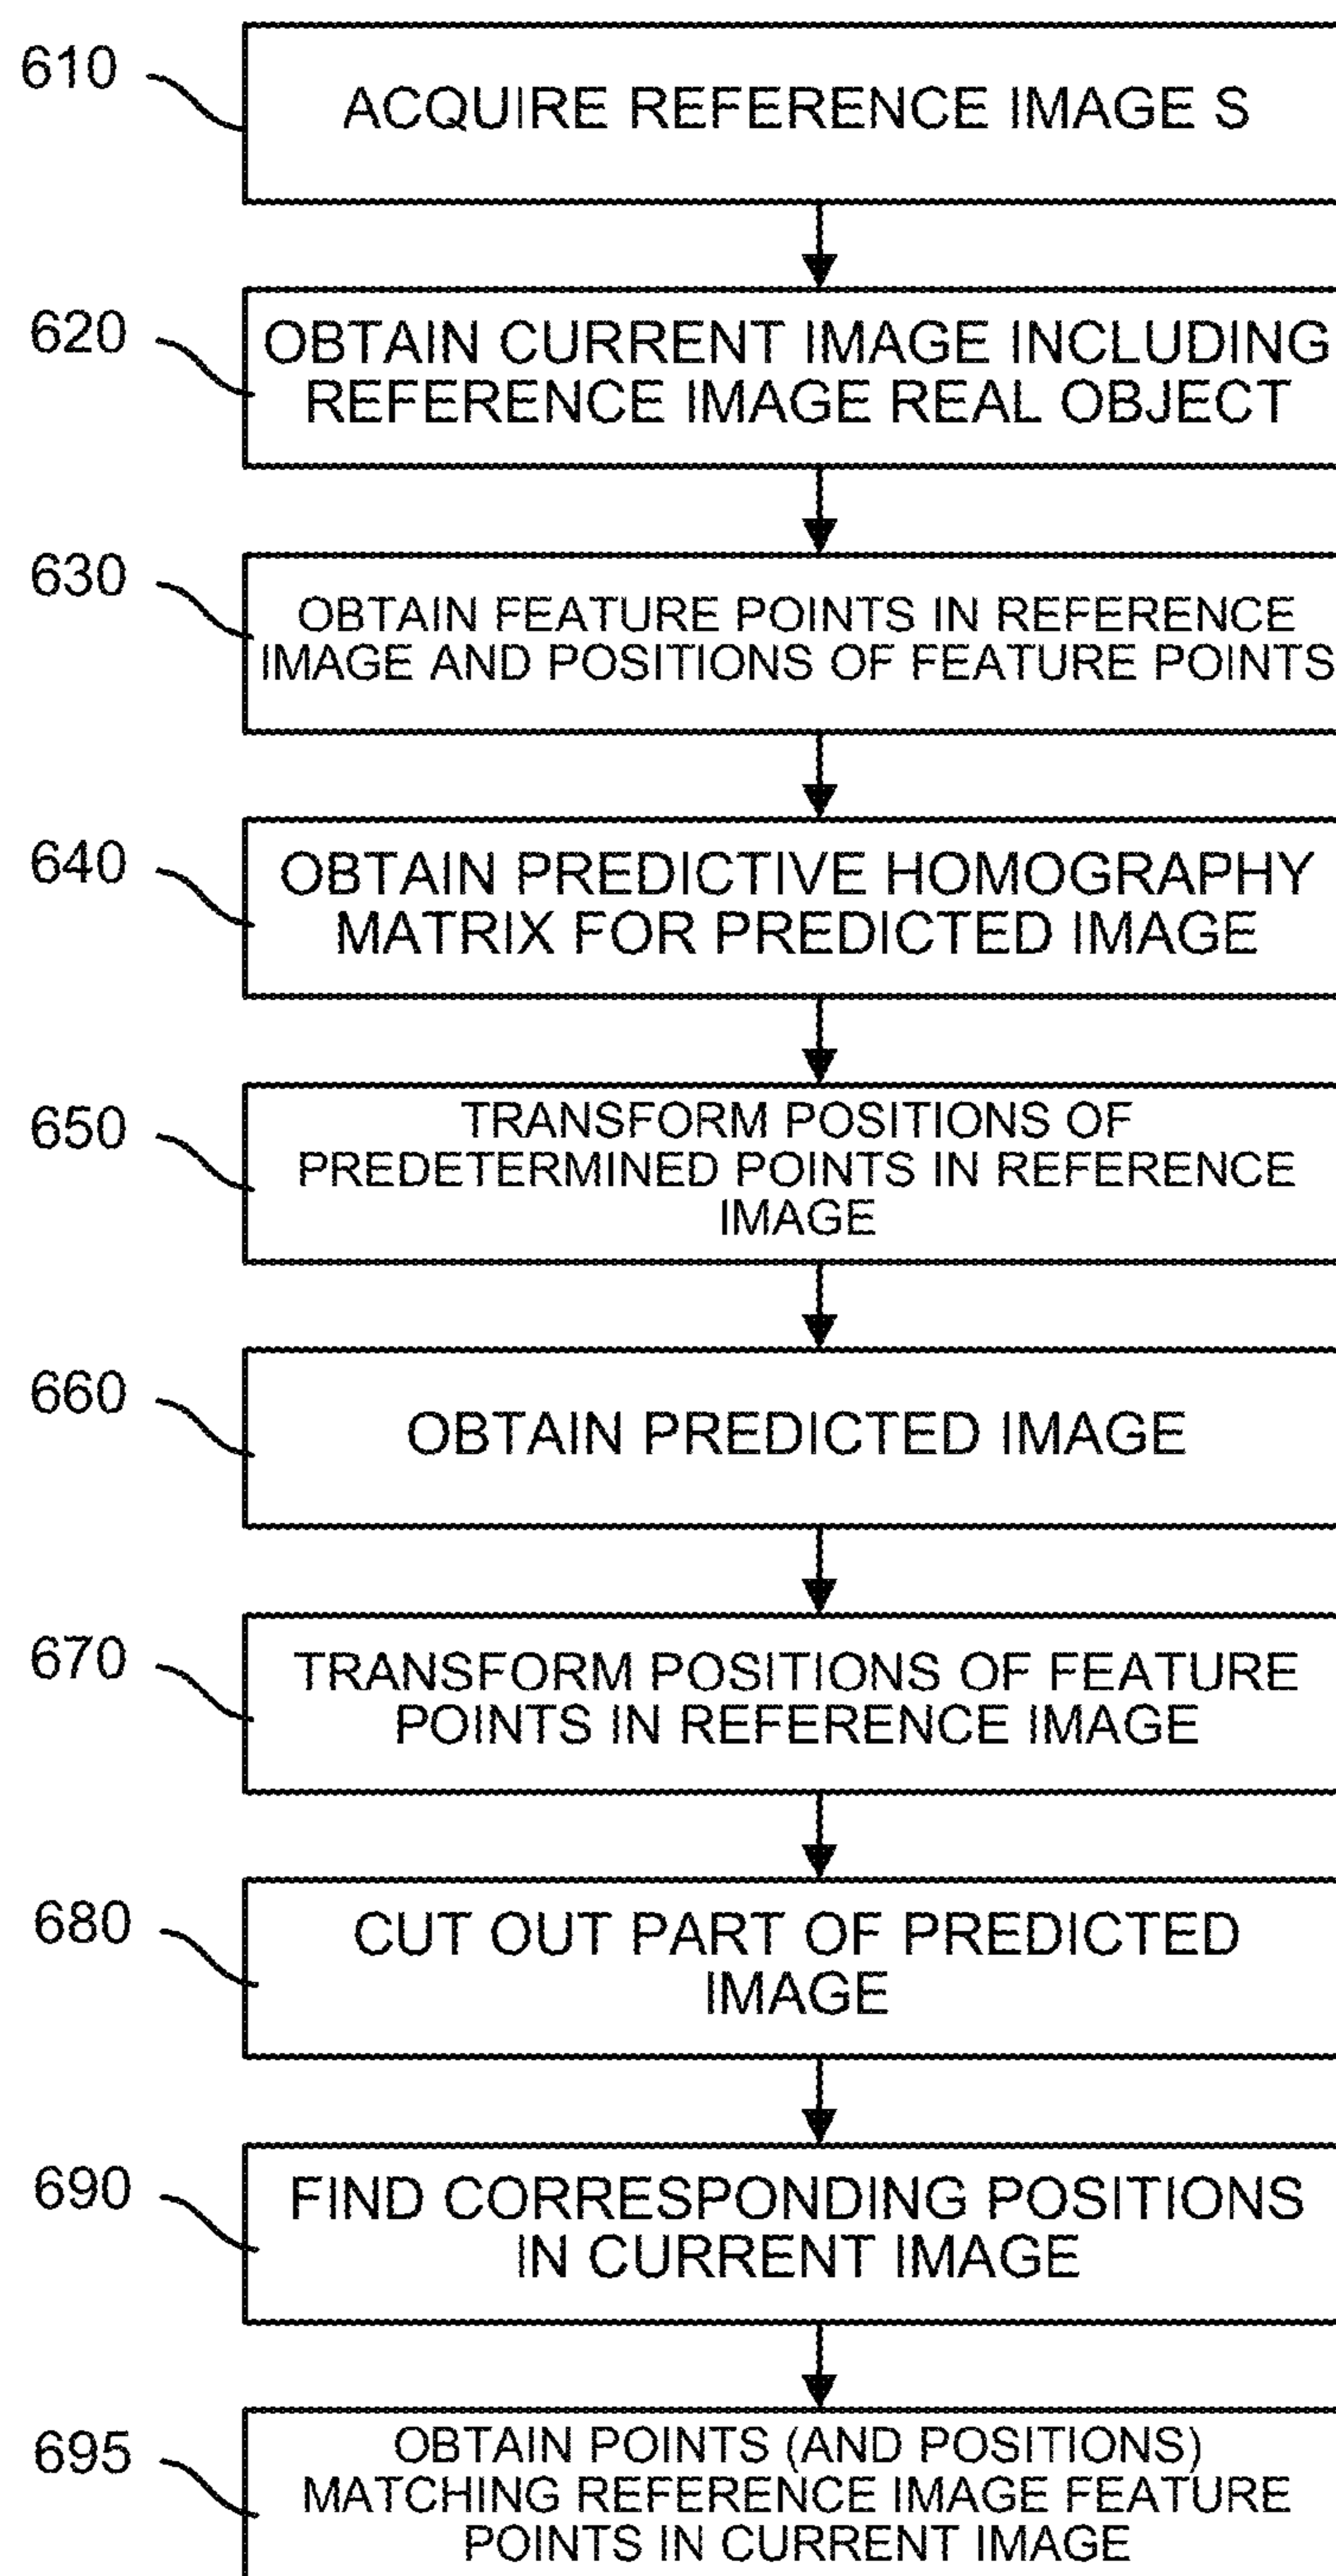 610
ACQUIRE REFERENCE IMAGE S
620
OBTAIN CURRENT IMAGE INCLUDING
REFERENCE IMAGE REAL OBJECT
630
OBTAIN FEATURE POINTS IN REFERENCE
IMAGE AND POSITIONS OF FEATURE POINTS
640
OBTAIN PREDICTIVE HOMOGRAPHY
MATRIX FOR PREDICTED IMAGE
650
TRANSFORM POSITIONS OF
PREDETERMINED POINTS IN REFERENCE
IMAGE
660
OBTAIN PREDICTED IMAGE
670
TRANSFORM POSITIONS OF FEATURE
POINTS IN REFERENCE IMAGE
680
CUT OUT PART OF PREDICTED
IMAGE
690
FIND CORRESPONDING POSITIONS
IN CURRENT IMAGE
695
OBTAIN POINTS (AND POSITIONS)
MATCHING REFERENCE IMAGE FEATURE
POINTS IN CURRENT IMAGE